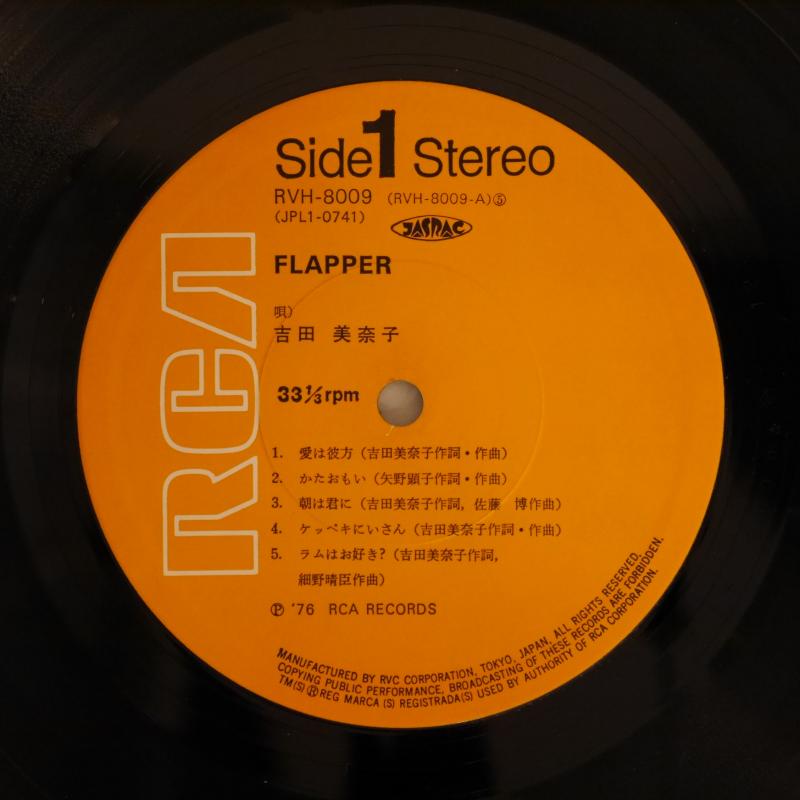 Side 1 Stereo
RVH-8009 (RVH-8009-A)⑤
(JPL1-0741)
JASRAC
FLAPPER
唄)
吉田 美奈子
33⅓rpm
1. 愛は彼方(吉田美奈子作詞・作曲)
2. かたおもい(矢野顕子作詞・作曲)
3. 朝は君に(吉田美奈子作詞, 佐藤 博作曲)
4. ケッペキにいさん(吉田美奈子作詞・作曲)
5. ラムはお好き?(吉田美奈子作詞,
細野晴臣作曲)
Ⓟ '76 RCA RECORDS
RCA
MANUFACTURED BY RVC CORPORATION, TOKYO, JAPAN, ALL RIGHTS RESERVED,
COPYING PUBLIC PERFORMANCE, BROADCASTING OF THESE RECORDS ARE FORBIDDEN.
TM(S)®REG MARCA (S) REGISTRADA(S) USED BY AUTHORITY OF RCA CORPORATION.